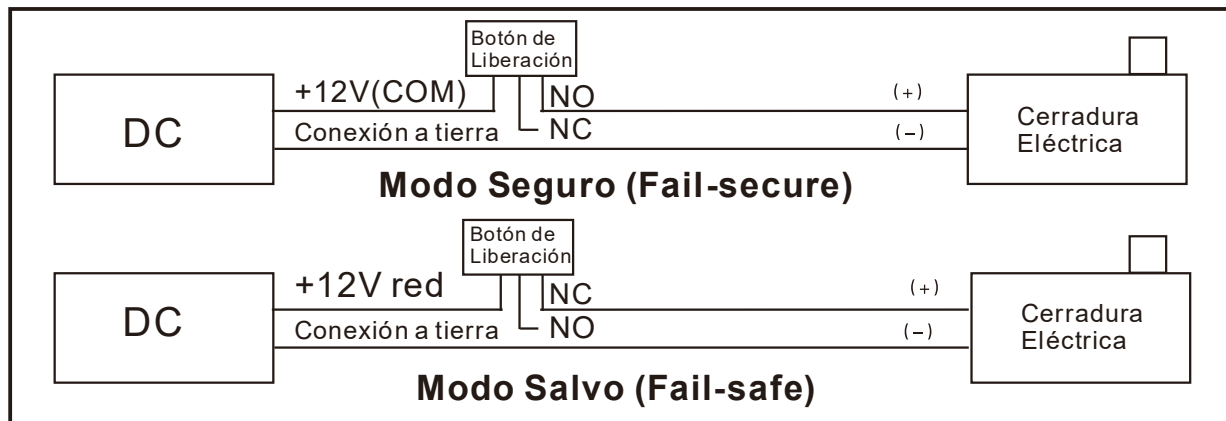 Botón de
Liberación
+12V(COM)
NO
(+)
DC
Conexión a tierra
NC
(-)
Cerradura
Eléctrica
Modo Seguro (Fail-secure)
Botón de
Liberación
+12V red
NC
(+)
DC
Conexión a tierra
NO
(-)
Cerradura
Eléctrica
Modo Salvo (Fail-safe)